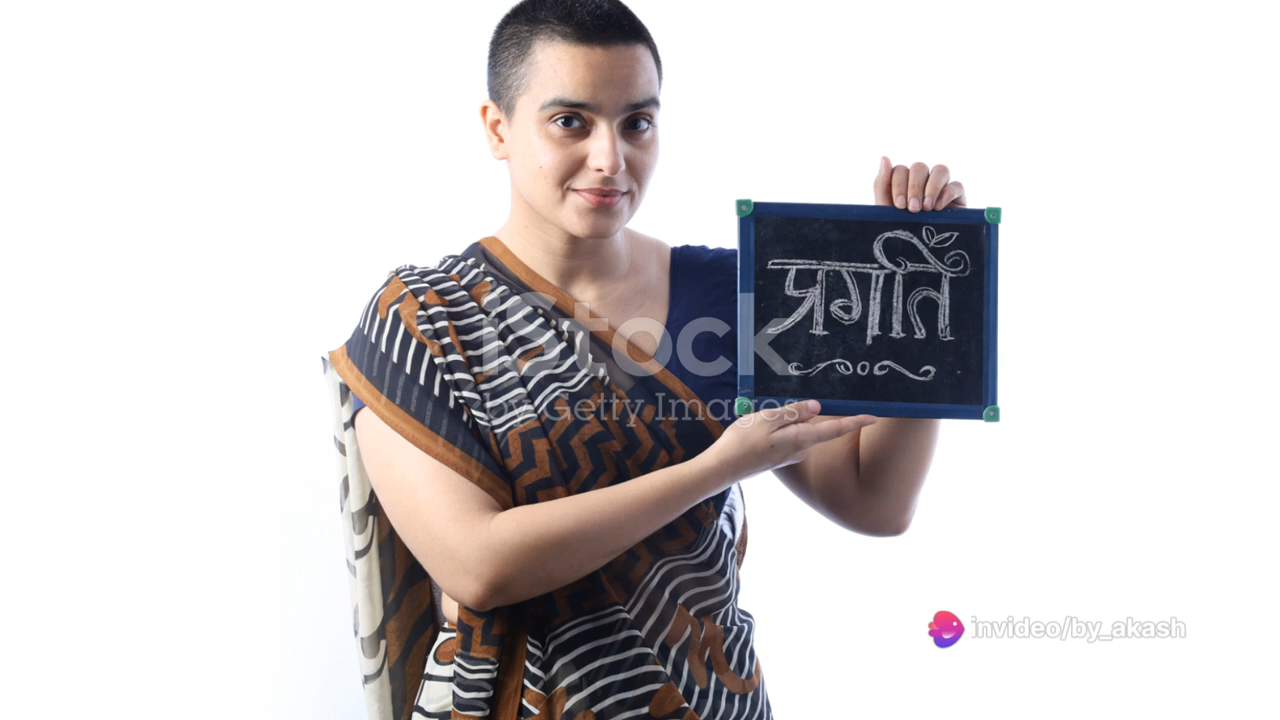 प्रगति
iStock
by Getty Images
invideo/by_akash